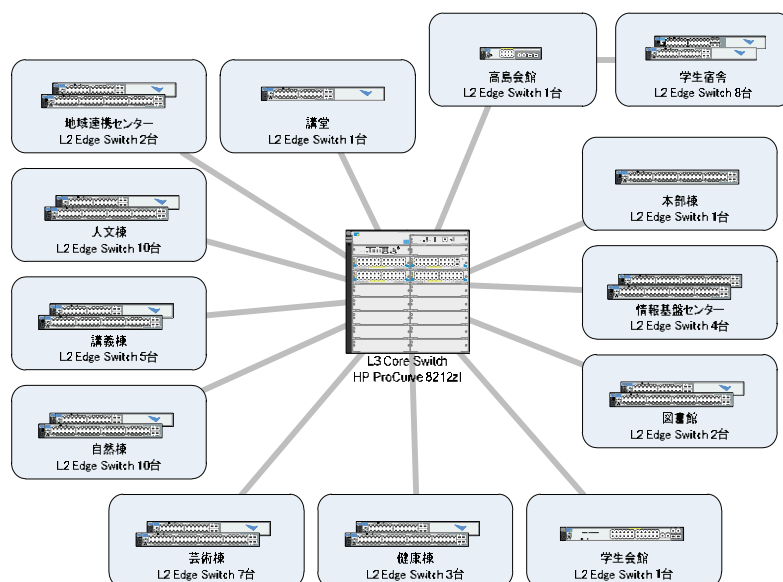 高島会館
L2 Edge Switch 1台
学生宿舎
L2 Edge Switch 8台
地域連携センター
L2 Edge Switch 2台
講堂
L2 Edge Switch 1台
本部棟
L2 Edge Switch 1台
人文棟
L2 Edge Switch 10台
情報基盤センター
L2 Edge Switch 4台
講義棟
L2 Edge Switch 5台
L3 Core Switch
HP ProCurve 8212zl
図書館
L2 Edge Switch 2台
自然棟
L2 Edge Switch 10台
芸術棟
L2 Edge Switch 7台
健康棟
L2 Edge Switch 3台
学生会館
L2 Edge Switch 1台